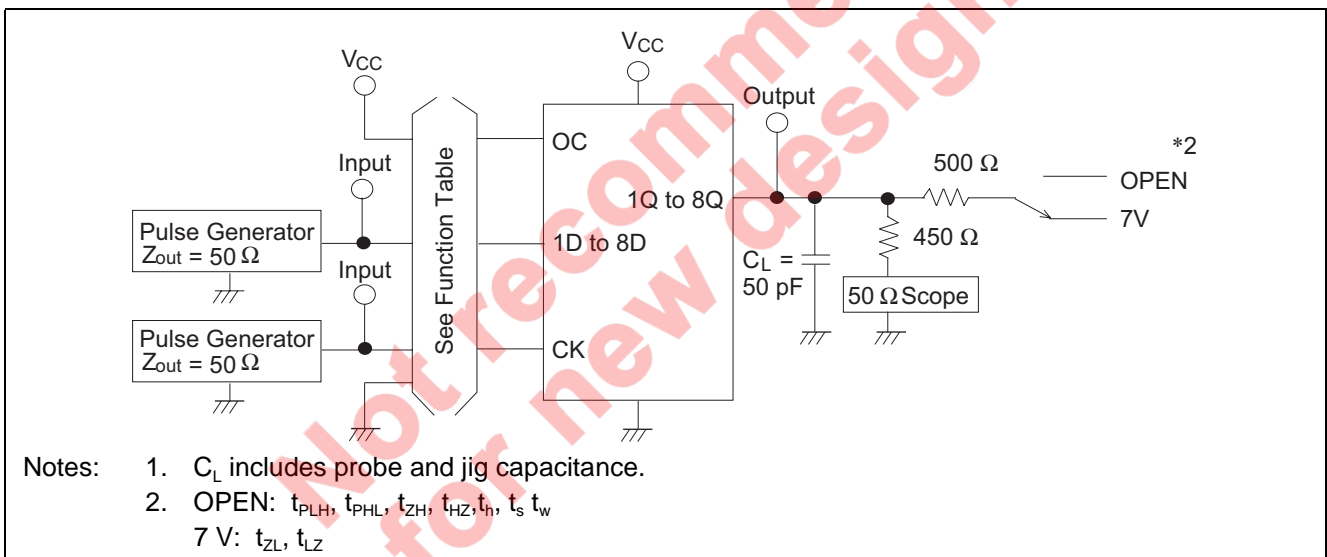 Not recomme
for new design
VCC
VCC
Output
*2
OC
500 Ω
Input
OPEN
See Function Table
1Q to 8Q
7V
Pulse Generator
Zout = 50 Ω
1D to 8D
450 Ω
CL =
50 pF
Input
50 Ω Scope
Pulse Generator
Zout = 50 Ω
CK
Notes: 1. CL includes probe and jig capacitance.
2. OPEN: tPLH, tPHL, tZH, tHZ,th, ts tw
7 V: tZL, tLZ